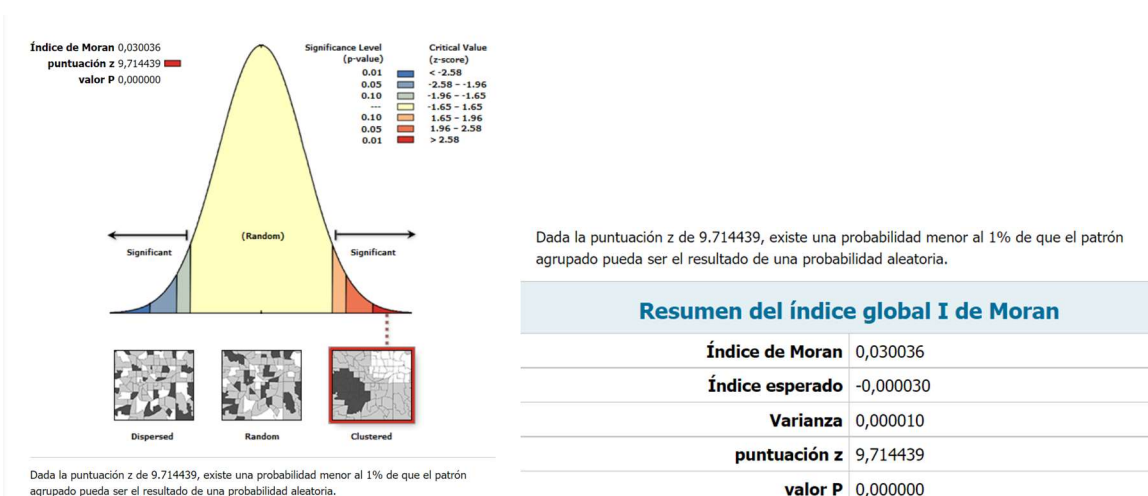 Índice de Moran 0,030036
puntuación z 9,714439
valor P 0,000000
Significance Level
(p-value)
Critical Value
(z-score)
0.01 < -2.58
0.05 -2.58 - -1.96
0.10 -1.96 - -1.65
--- -1.65 - 1.65
0.10 1.65 - 1.96
0.05 1.96 - 2.58
0.01 > 2.58
Significant
(Random)
Significant
Dispersed
Random
Clustered
Dada la puntuación z de 9.714439, existe una probabilidad menor al 1% de que el patrón
agrupado pueda ser el resultado de una probabilidad aleatoria.
Dada la puntuación z de 9.714439, existe una probabilidad menor al 1% de que el patrón
agrupado pueda ser el resultado de una probabilidad aleatoria.
Resumen del índice global I de Moran
Índice de Moran 0,030036
Índice esperado -0,000030
Varianza 0,000010
puntuación z 9,714439
valor P 0,000000